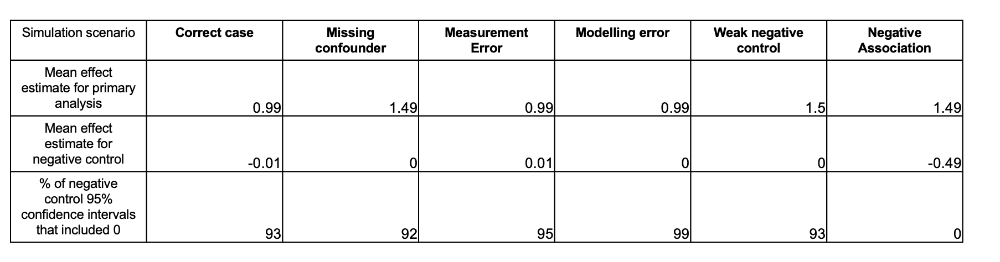 Simulation scenario
Correct case
Missing
confounder
Measurement
Error
Modelling error
Weak negative
control
Negative
Association
Mean effect
estimate for primary
analysis
0.99
1.49
0.99
0.99
1.5
1.49
Mean effect
estimate for
negative control
-0.01
0
0.01
0
0
-0.49
% of negative
control 95%
confidence intervals
that included 0
93
92
95
99
93
0